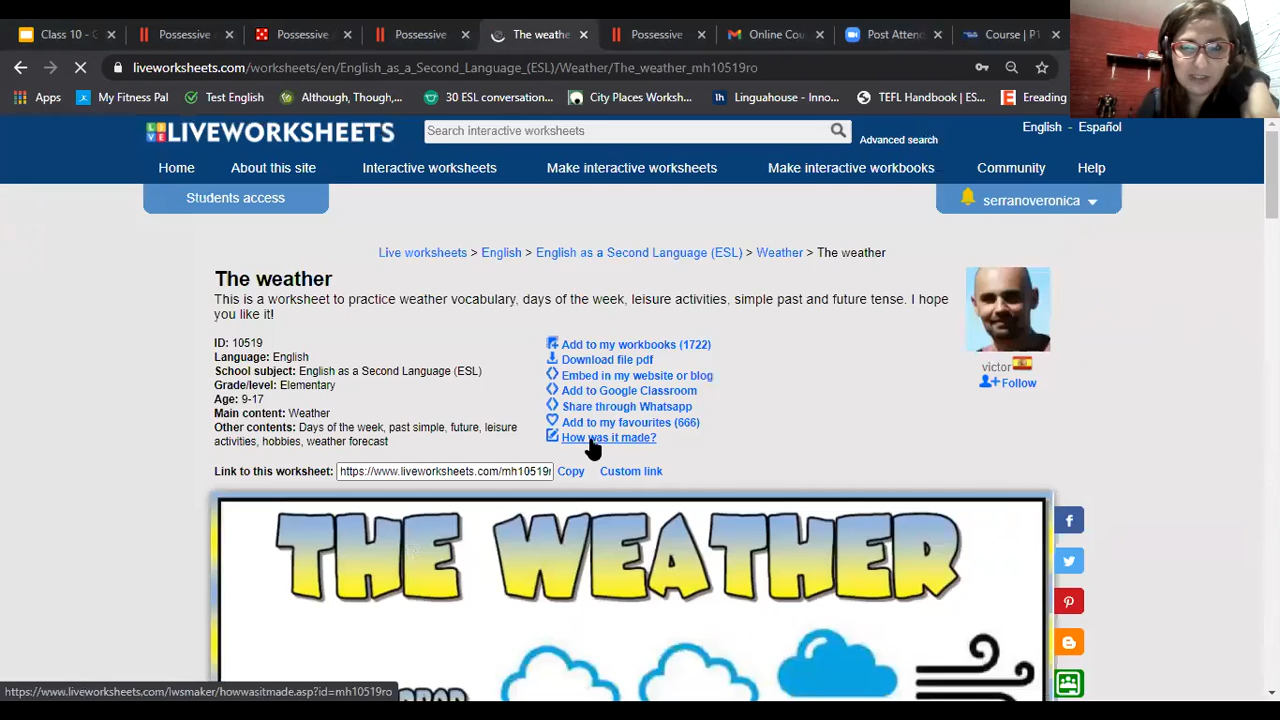 Class 10 - G
Possessive
Possessive
Possessive
The weathe
Possessive
Online Cou
Post Attend
Course | P1
liveworksheets.com/worksheets/en/English_as_a_Second_Language_(ESL)/Weather/The_weather_mh10519ro
Apps
My Fitness Pal
Test English
Although, Though,...
30 ESL conversation...
City Places Worksh...
lh
Linguahouse - Inno...
TEFL Handbook | ES...
E
Ereading
LIVEWORKSHEETS
Search interactive worksheets
Advanced search
English - Español
Home
About this site
Interactive worksheets
Make interactive worksheets
Make interactive workbooks
Community
Help
Students access
serranoveronica
Live worksheets > English > English as a Second Language (ESL) > Weather > The weather
The weather
This is a worksheet to practice weather vocabulary, days of the week, leisure activities, simple past and future tense. I hope
you like it!
ID: 10519
Language: English
School subject: English as a Second Language (ESL)
Grade/level: Elementary
Age: 9-17
Main content: Weather
Other contents: Days of the week, past simple, future, leisure
activities, hobbies, weather forecast
Add to my workbooks (1722)
Download file pdf
Embed in my website or blog
Add to Google Classroom
Share through Whatsapp
Add to my favourites (666)
How was it made?
victor
Follow
Link to this worksheet: https://www.liveworksheets.com/mh10519r
Copy
Custom link
THE WEATHER
https://www.liveworksheets.com/lwsmaker/howwasitmade.asp?id=mh10519ro